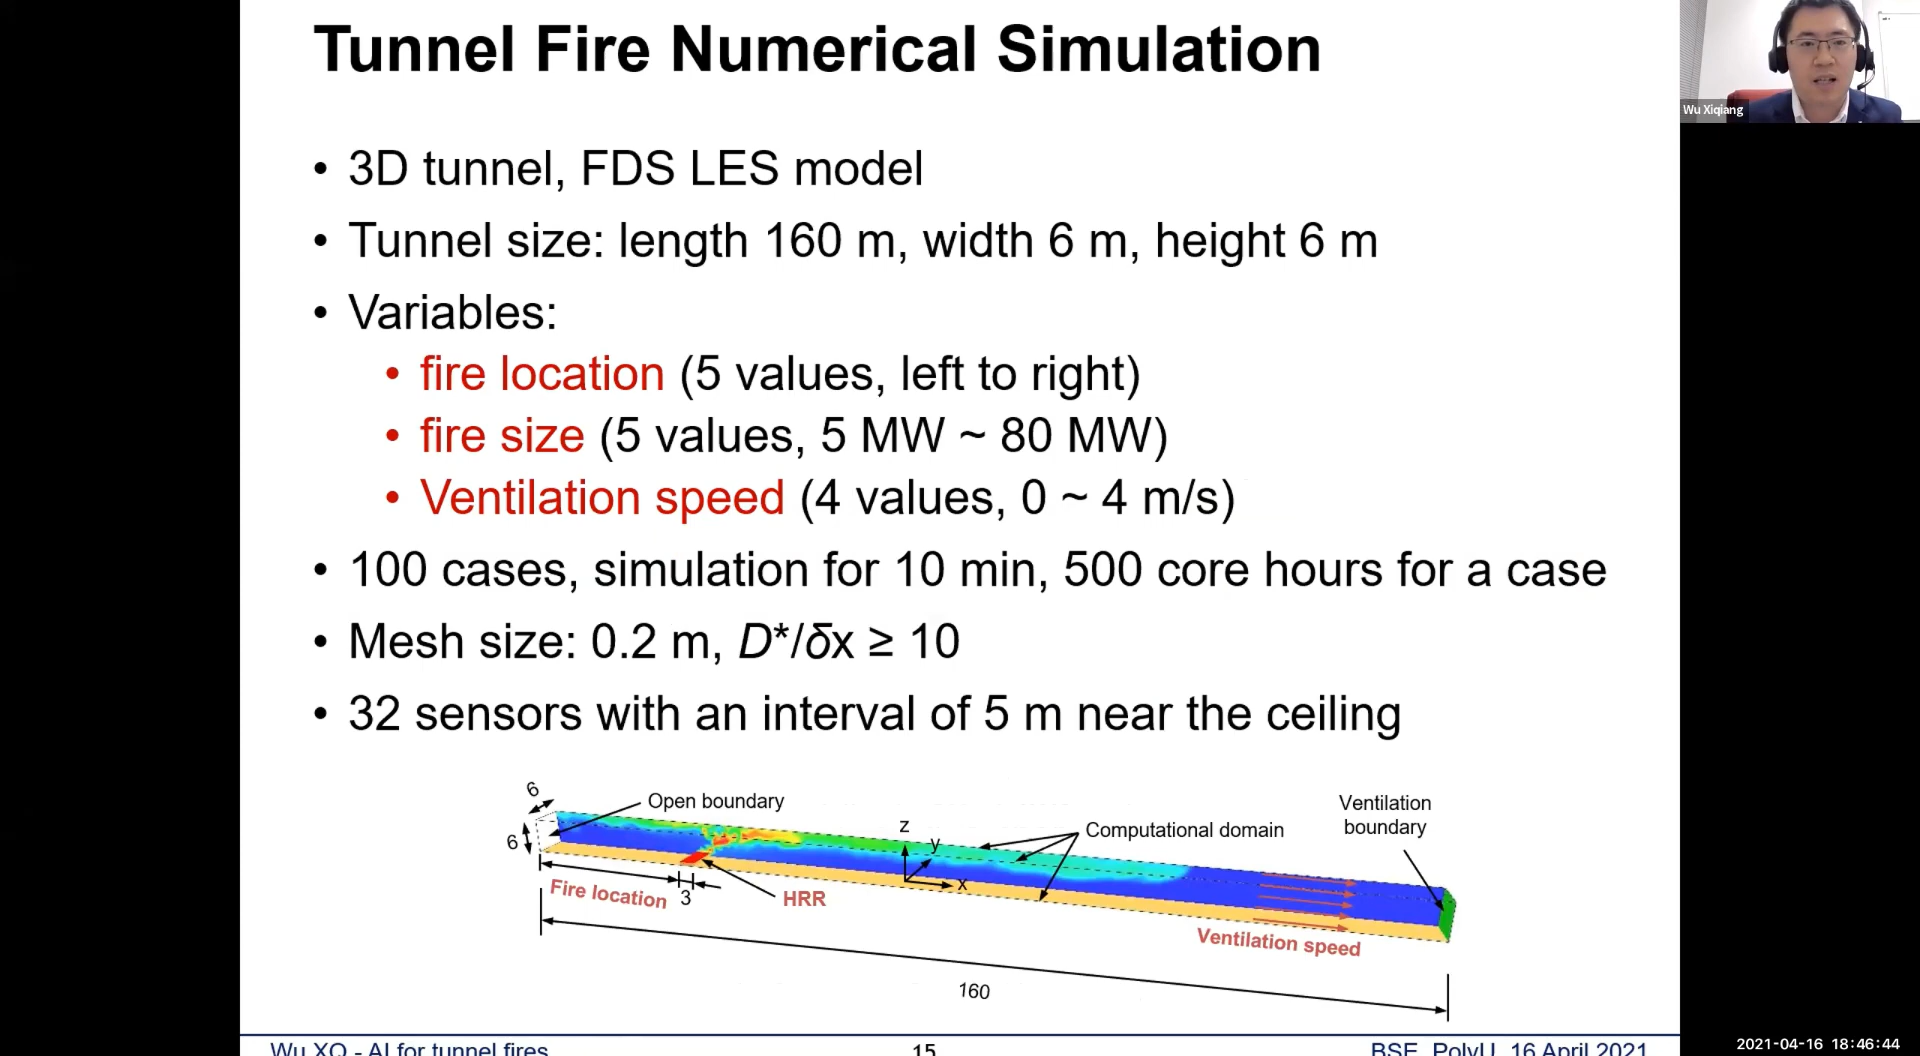 Tunnel Fire Numerical Simulation
Wu Xiqiang
• 3D tunnel, FDS LES model
• Tunnel size: length 160 m, width 6 m, height 6 m
• Variables:
• fire location (5 values, left to right)
• fire size (5 values, 5 MW ~ 80 MW)
• Ventilation speed (4 values, 0 ~ 4 m/s)
• 100 cases, simulation for 10 min, 500 core hours for a case
• Mesh size: 0.2 m, D*/δx ≥ 10
• 32 sensors with an interval of 5 m near the ceiling
6
Open boundary
6
z
y
x
Computational domain
Ventilation
boundary
Fire location
3
HRR
Ventilation speed
160
Wu XQ - AI for tunnel fires
15
BSE, PolyU, 16 April 2021
2021-04-16 18:46:44